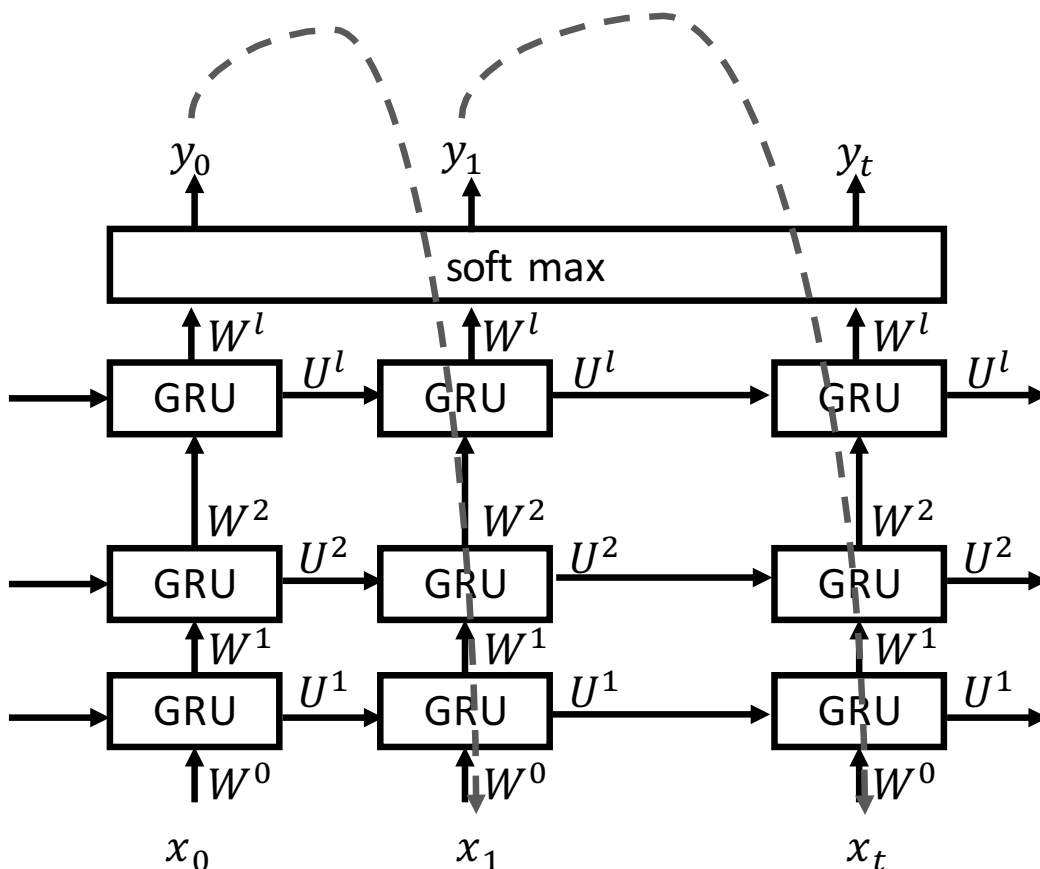 y₀ y₁ yₜ
soft max
Wˡ Wˡ Wˡ
Uˡ Uˡ Uˡ
GRU GRU GRU
W² W² W²
U² U² U²
GRU GRU GRU
W¹ W¹ W¹
U¹ U¹ U¹
GRU GRU GRU
W⁰ W⁰ W⁰
x₀ x₁ xₜ